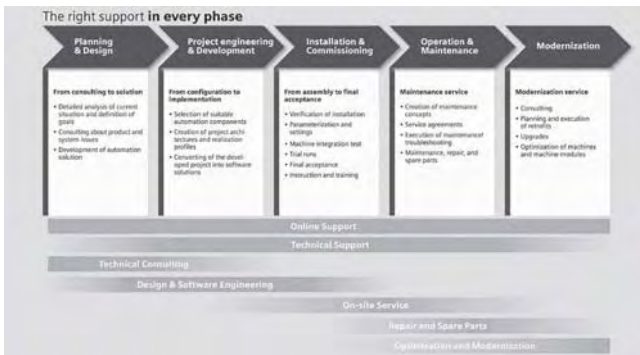 The right support in every phase
Planning
& Design
Project engineering
& Development
Installation &
Commissioning
Operation &
Maintenance
Modernization
From consulting to solution
• Detailed analysis of current
situation and definition of
goals
• Consulting about product and
system issues
• Development of automation
solution
From configuration to
implementation
• Selection of suitable
automation components
• Creation of project archi-
tectures and realization
profiles
• Converting of the devel-
oped project into software
solutions
From assembly to final
acceptance
• Verification of installation
• Parameterization and
settings
• Machine integration test
• Trial runs
• Final acceptance
• Instruction and training
Maintenance service
• Creation of maintenance
concepts
• Service agreements
• Execution of maintenance/
troubleshooting
• Maintenance, repair, and
spare parts
Modernization service
• Consulting
• Planning and execution
of retrofits
• Upgrades
• Optimization of machines
and machine modules
Online Support
Technical Support
Technical Consulting
Design & Software Engineering
On-site Service
Repair and Spare Parts
Optimization and Modernization